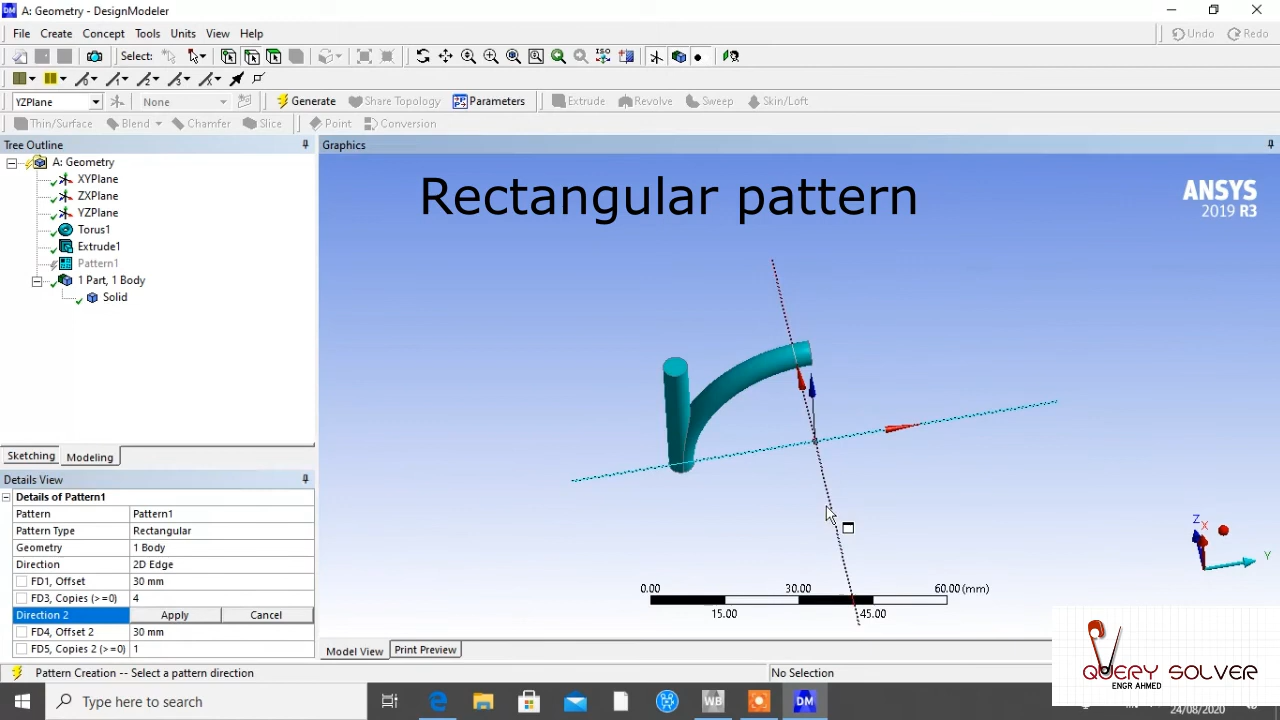 A: Geometry - DesignModeler
File Create Concept Tools Units View Help
Undo Redo
Select:
ISO
YZPlane None Generate Share Topology Parameters Extrude Revolve Sweep Skin/Loft
Thin/Surface Blend Chamfer Slice Point Conversion
Tree Outline
Graphics
A: Geometry
XYPlane
ZXPlane
YZPlane
Torus1
Extrude1
Pattern1
1 Part, 1 Body
Solid
Rectangular pattern
ANSYS
2019 R3
Sketching Modeling
Details View
Details of Pattern1
Pattern Pattern1
Pattern Type Rectangular
Geometry 1 Body
Direction 2D Edge
FD1, Offset 30 mm
FD3, Copies (>=0) 4
Direction 2 Apply Cancel
FD4, Offset 2 30 mm
FD5, Copies 2 (>=0) 1
0.00 30.00 60.00 (mm)
15.00 45.00
Z X Y
Model View Print Preview
Pattern Creation -- Select a pattern direction
No Selection
QUERY SOLVER
ENGR AHMED
Type here to search
WB DM
24/08/2020